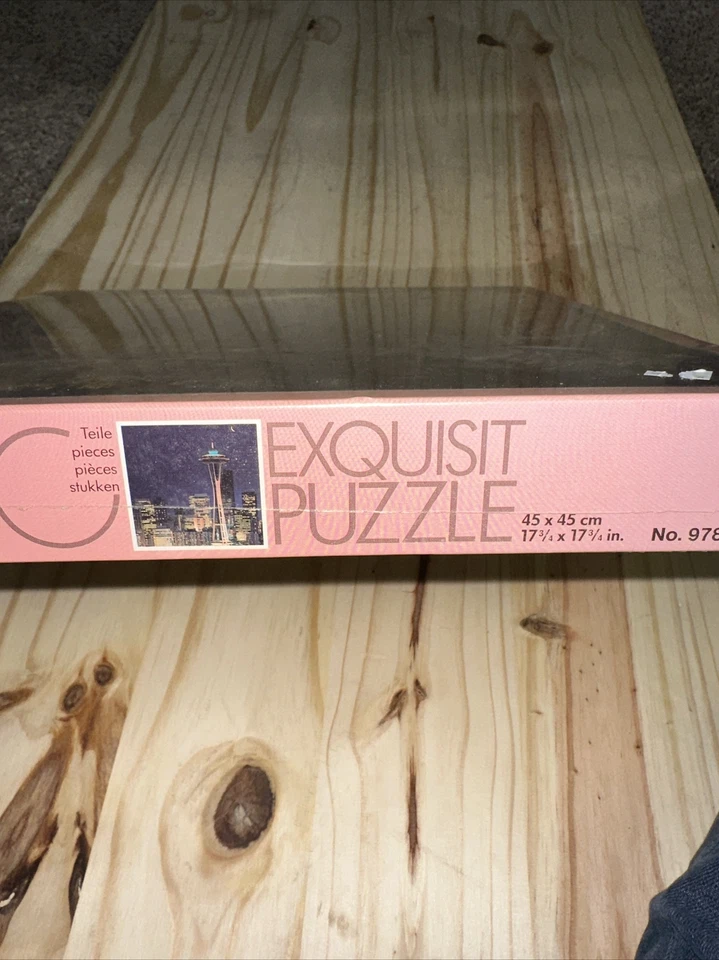 Teile
pieces
pièces
stukken
EXQUISIT
PUZZLE
45 x 45 cm
17¾ x 17¾ in.
No. 978